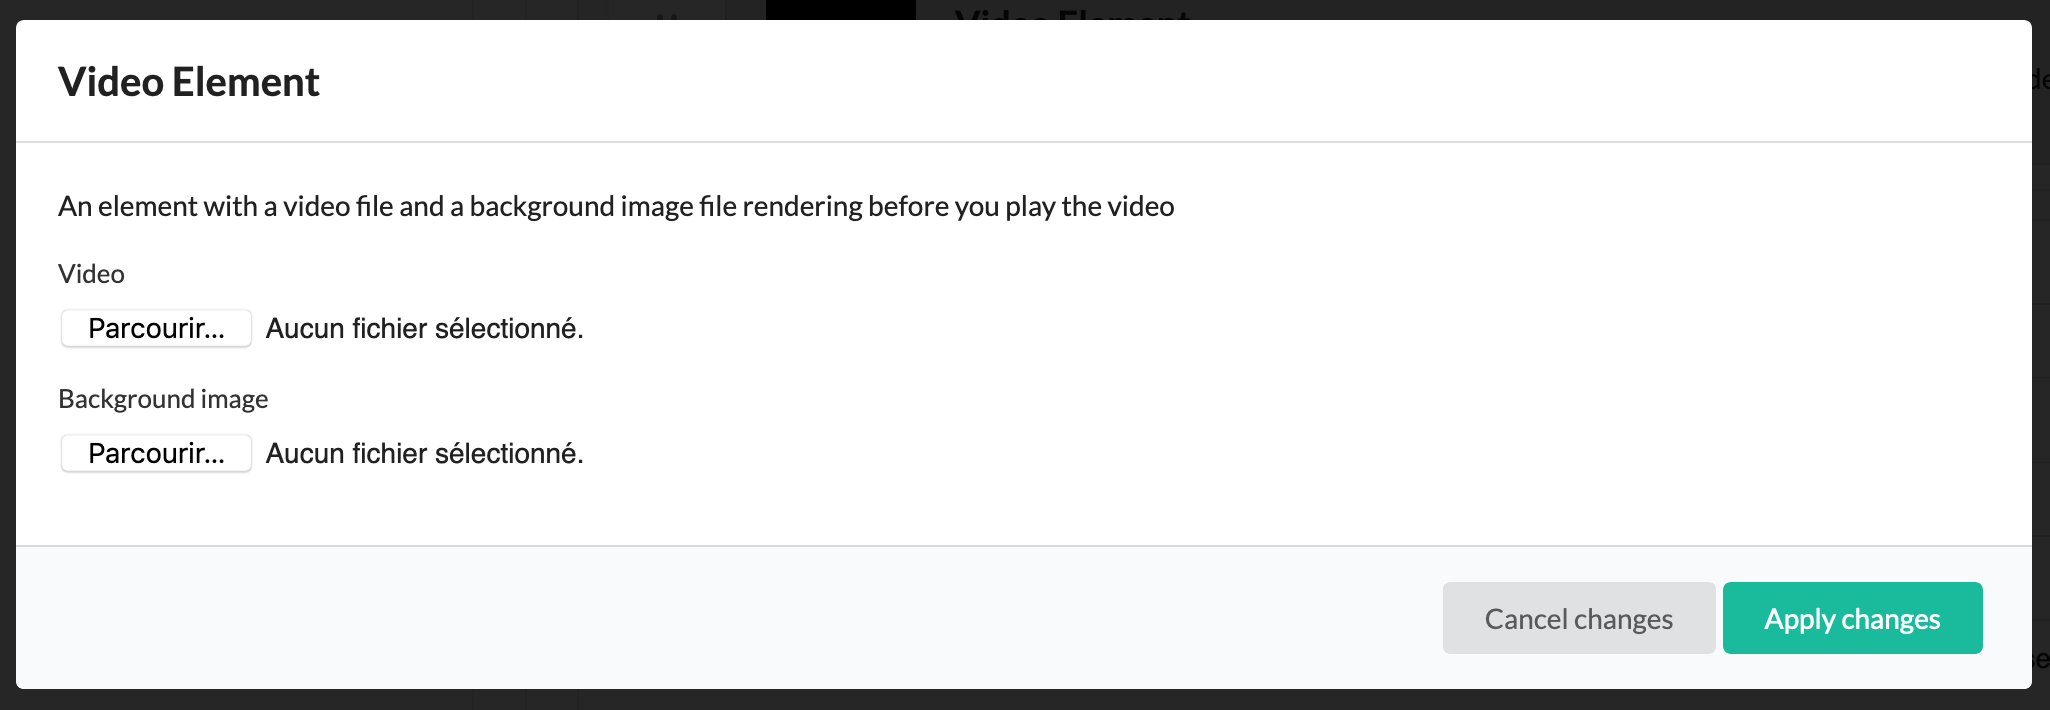 Video Element
An element with a video file and a background image file rendering before you play the video
Video
Parcourir... Aucun fichier sélectionné.
Background image
Parcourir... Aucun fichier sélectionné.
Cancel changes Apply changes